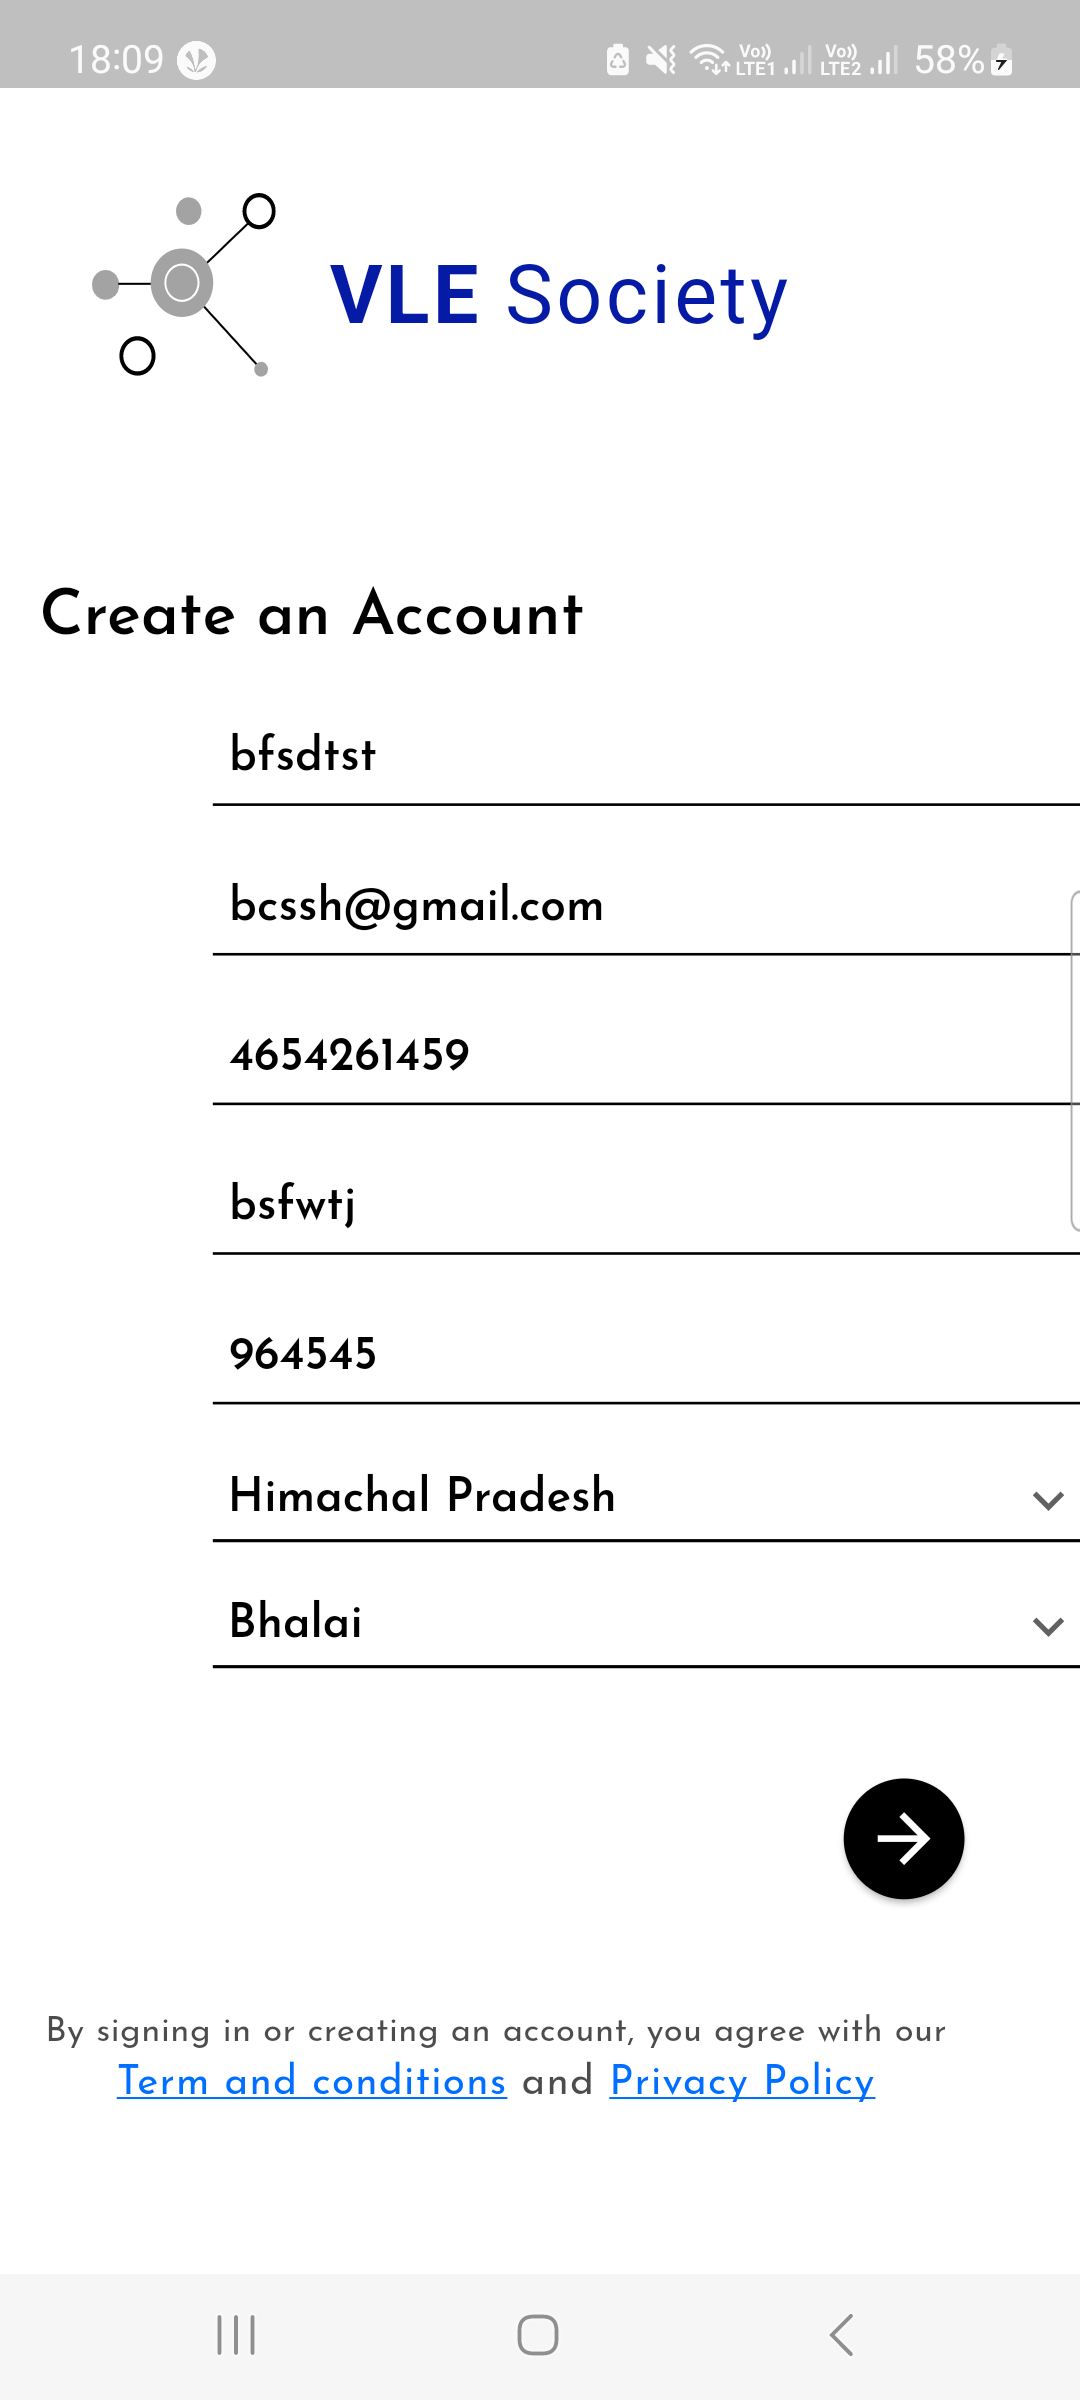 18:09 Vo)) LTE1 Vo)) LTE2 58%
VLE Society
Create an Account
bfsdtst
bcssh@gmail.com
4654261459
bsfwtj
964545
Himachal Pradesh
Bhalai
By signing in or creating an account, you agree with our
Term and conditions and Privacy Policy